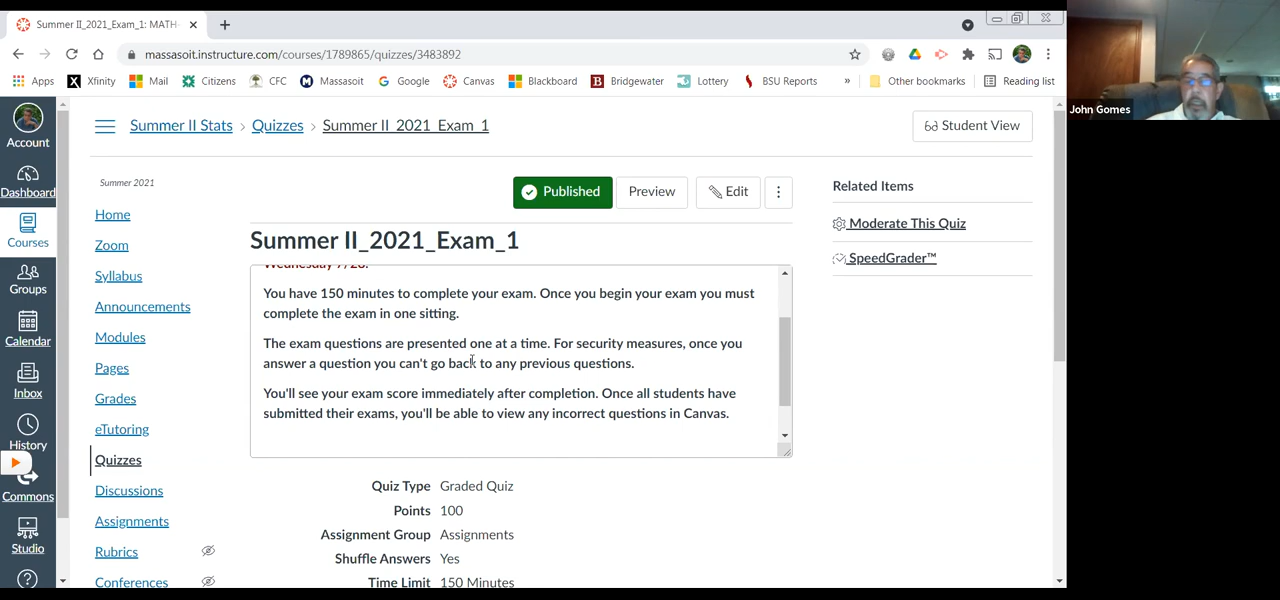 Summer II_2021_Exam_1: MATH-
massasoit.instructure.com/courses/1789865/quizzes/3483892
Apps Xfinity Mail Citizens CFC Massasoit Google Canvas Blackboard Bridgewater Lottery BSU Reports » Other bookmarks Reading list
John Gomes
Account
Dashboard
Courses
Groups
Calendar
Inbox
History
Commons
Studio
Summer II Stats › Quizzes › Summer II_2021_Exam_1
Student View
Summer 2021
Home
Zoom
Syllabus
Announcements
Modules
Pages
Grades
eTutoring
Quizzes
Discussions
Assignments
Rubrics
Conferences
Published Preview Edit
Summer II_2021_Exam_1
You have 150 minutes to complete your exam. Once you begin your exam you must
complete the exam in one sitting.
The exam questions are presented one at a time. For security measures, once you
answer a question you can't go back to any previous questions.
You'll see your exam score immediately after completion. Once all students have
submitted their exams, you'll be able to view any incorrect questions in Canvas.
Quiz Type Graded Quiz
Points 100
Assignment Group Assignments
Shuffle Answers Yes
Time Limit 150 Minutes
Related Items
Moderate This Quiz
SpeedGrader™